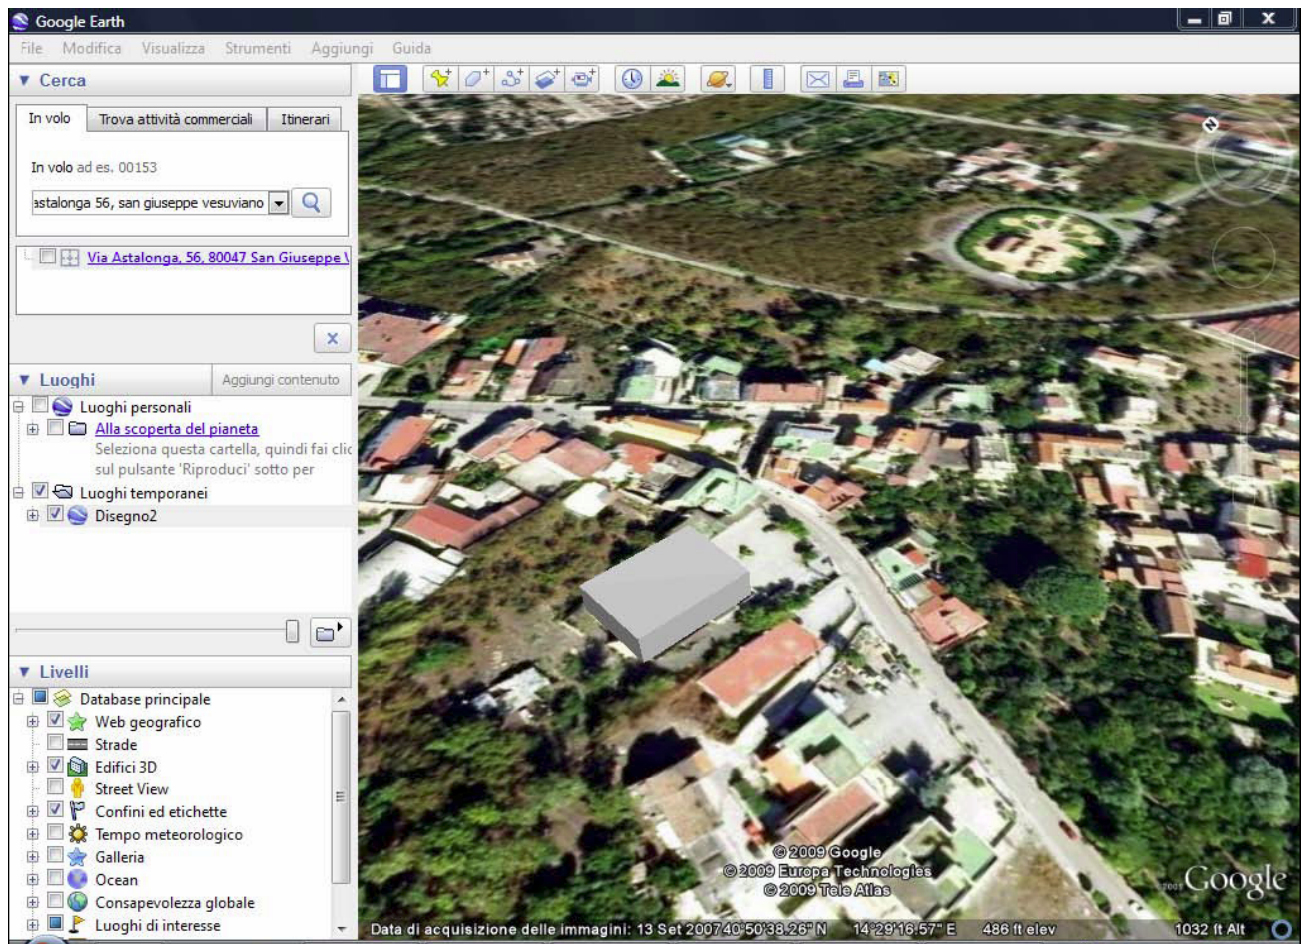 Google Earth
File Modifica Visualizza Strumenti Aggiungi Guida
Cerca
In volo Trova attività commerciali Itinerari
In volo ad es. 00153
astalonga 56, san giuseppe vesuviano
Via Astalonga, 56, 80047 San Giuseppe V
Luoghi Aggiungi contenuto
Luoghi personali
Alla scoperta del pianeta
Seleziona questa cartella, quindi fai clic
sul pulsante 'Riproduci' sotto per
Luoghi temporanei
Disegno2
Livelli
Database principale
Web geografico
Strade
Edifici 3D
Street View
Confini ed etichette
Tempo meteorologico
Galleria
Ocean
Consapevolezza globale
Luoghi di interesse
N
© 2009 Google
© 2009 Europa Technologies
© 2009 Tele Atlas
Google
Data di acquisizione delle immagini: 13 Set 2007 40°50'38.26" N 14°29'16.57" E 486 ft elev 1032 ft Alt